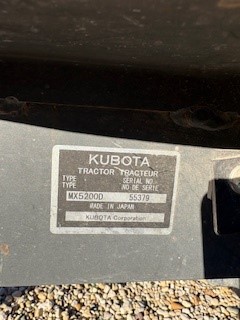 KUBOTA
TRACTOR TRACTEUR
TYPE SERIAL NO.
TYPE NO DE SERIE
MX5200D 55379
MADE IN JAPAN
KUBOTA Corporation